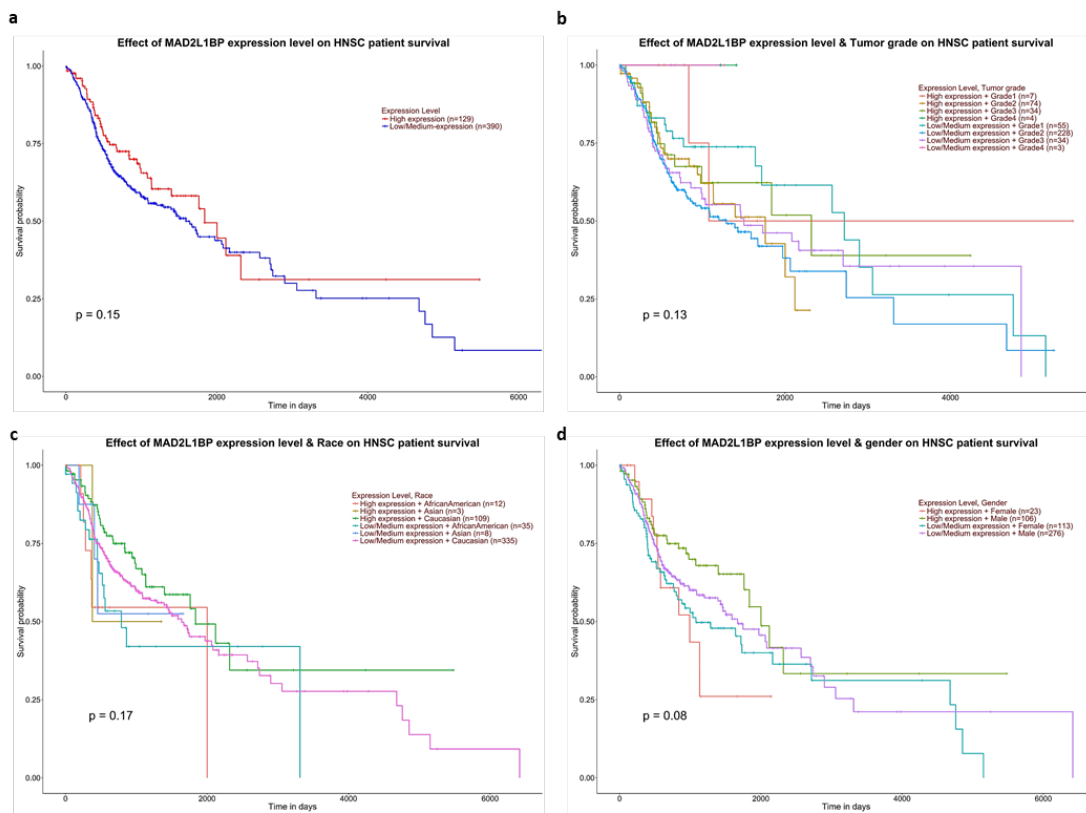 a
Effect of MAD2L1BP expression level on HNSC patient survival
Survival probability
1.00
0.75
0.50
0.25
0.00
Expression Level
High expression (n=129)
Low/Medium-expression (n=390)
p = 0.15
0 2000 4000 6000
Time in days
b
Effect of MAD2L1BP expression level & Tumor grade on HNSC patient survival
Survival probability
1.00
0.75
0.50
0.25
0.00
Expression Level, Tumor grade
High expression + Grade1 (n=7)
High expression + Grade2 (n=74)
High expression + Grade3 (n=34)
High expression + Grade4 (n=4)
Low/Medium expression + Grade1 (n=55)
Low/Medium expression + Grade2 (n=228)
Low/Medium expression + Grade3 (n=34)
Low/Medium expression + Grade4 (n=3)
p = 0.13
0 2000 4000
Time in days
c
Effect of MAD2L1BP expression level & Race on HNSC patient survival
Survival probability
1.00
0.75
0.50
0.25
0.00
Expression Level, Race
High expression + AfricanAmerican (n=12)
High expression + Asian (n=3)
High expression + Caucasian (n=109)
Low/Medium expression + AfricanAmerican (n=35)
Low/Medium expression + Asian (n=8)
Low/Medium expression + Caucasian (n=335)
p = 0.17
0 2000 4000 6000
Time in days
d
Effect of MAD2L1BP expression level & gender on HNSC patient survival
Survival probability
1.00
0.75
0.50
0.25
0.00
Expression Level, Gender
High expression + Female (n=23)
High expression + Male (n=106)
Low/Medium expression + Female (n=113)
Low/Medium expression + Male (n=276)
p = 0.08
0 2000 4000 6000
Time in days